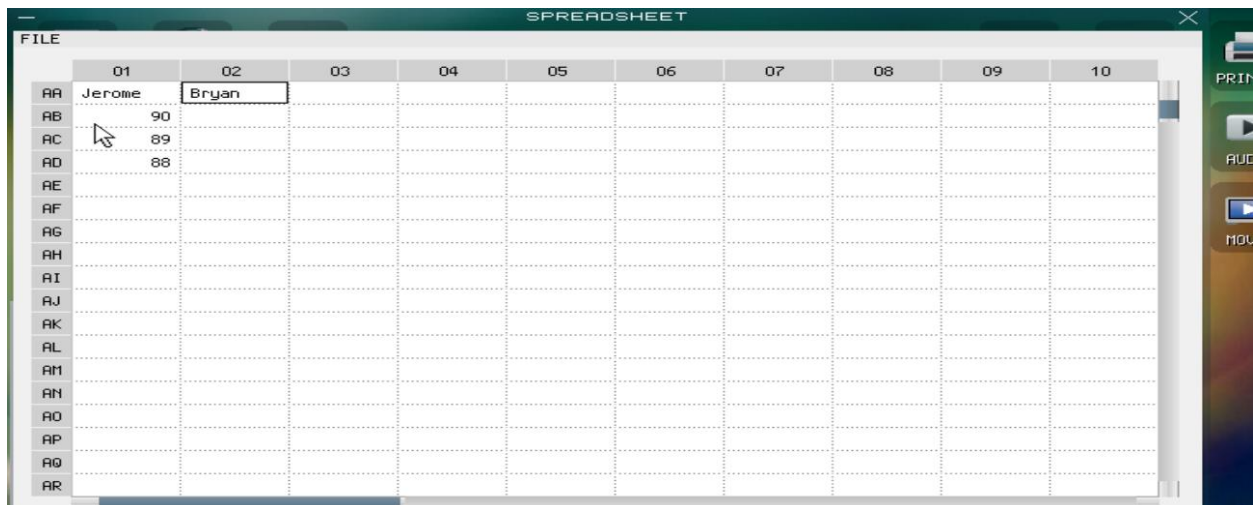 SPREADSHEET
FILE
01 02 03 04 05 06 07 08 09 10
AA Jerome Bryan
AB 90
AC 89
AD 88
AE
AF
AG
AH
AI
AJ
AK
AL
AM
AN
AO
AP
AQ
AR
PRIN
AUD
MOV